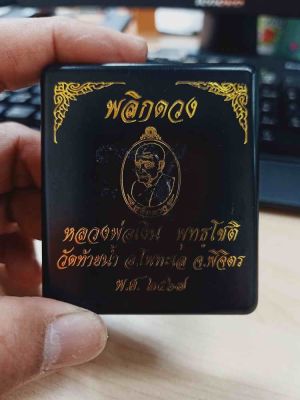 พลิกดวง
หลวงพ่อเงิน พุทธโชติ
วัดท้ายน้ำ อ.โพทะเล จ.พิจิตร
พ.ศ. ๒๕๖๗